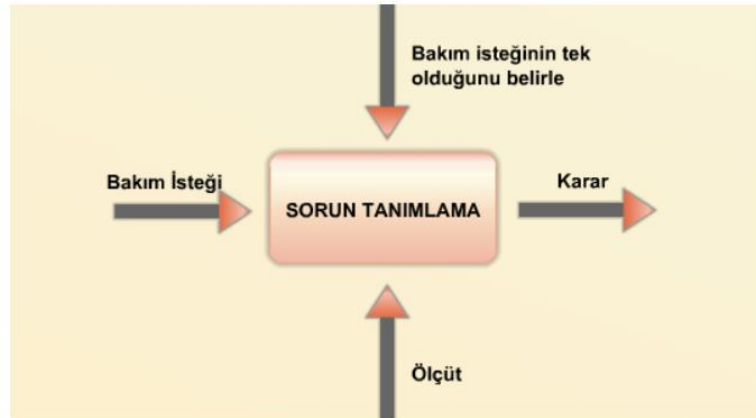 Bakım isteğinin tek
olduğunu belirle
Bakım İsteği
SORUN TANIMLAMA
Karar
Ölçüt